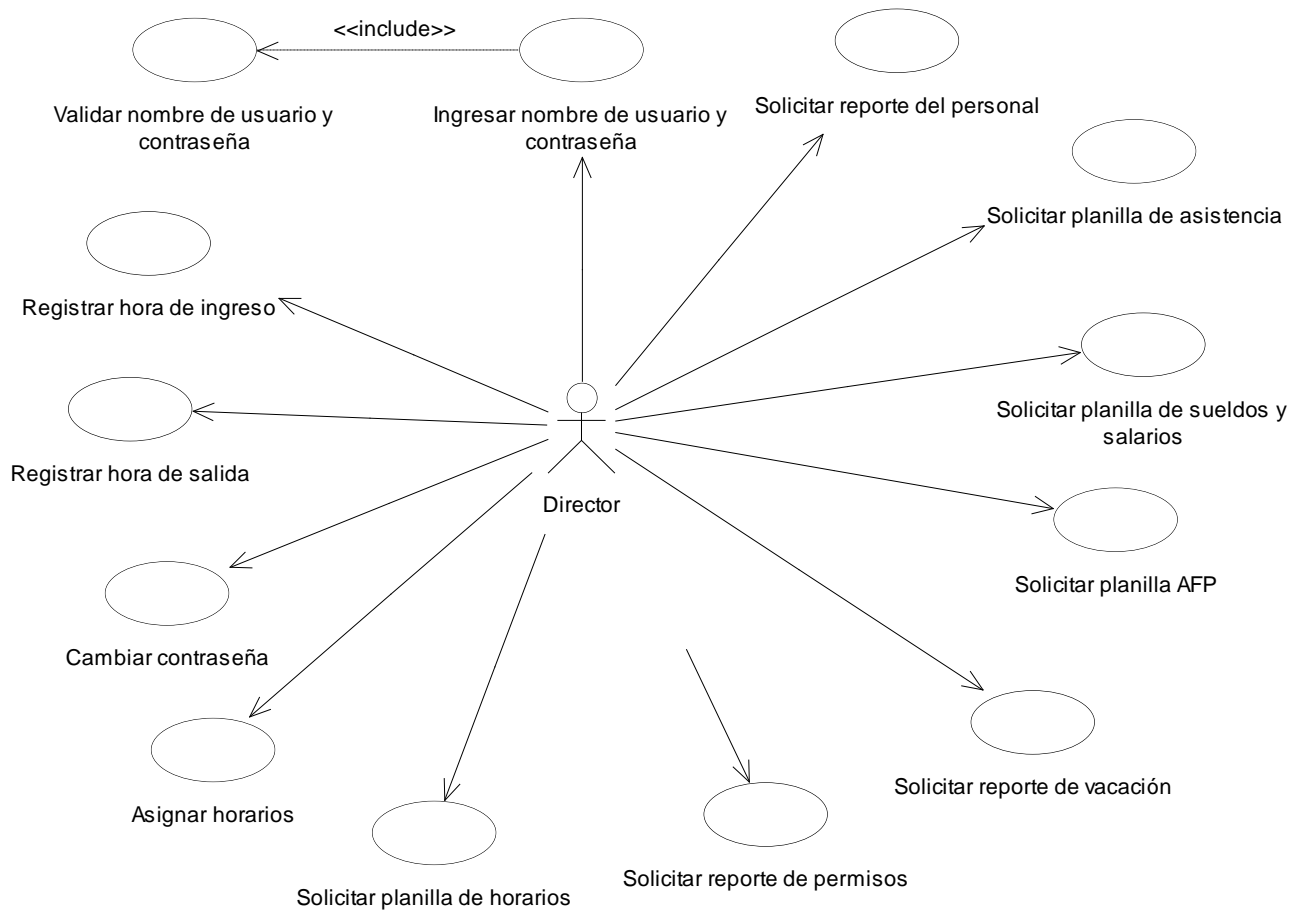 <<include>>
Validar nombre de usuario y
contraseña
Ingresar nombre de usuario y
contraseña
Solicitar reporte del personal
Solicitar planilla de asistencia
Registrar hora de ingreso
Solicitar planilla de sueldos y
salarios
Registrar hora de salida
Director
Solicitar planilla AFP
Cambiar contraseña
Solicitar reporte de vacación
Asignar horarios
Solicitar reporte de permisos
Solicitar planilla de horarios